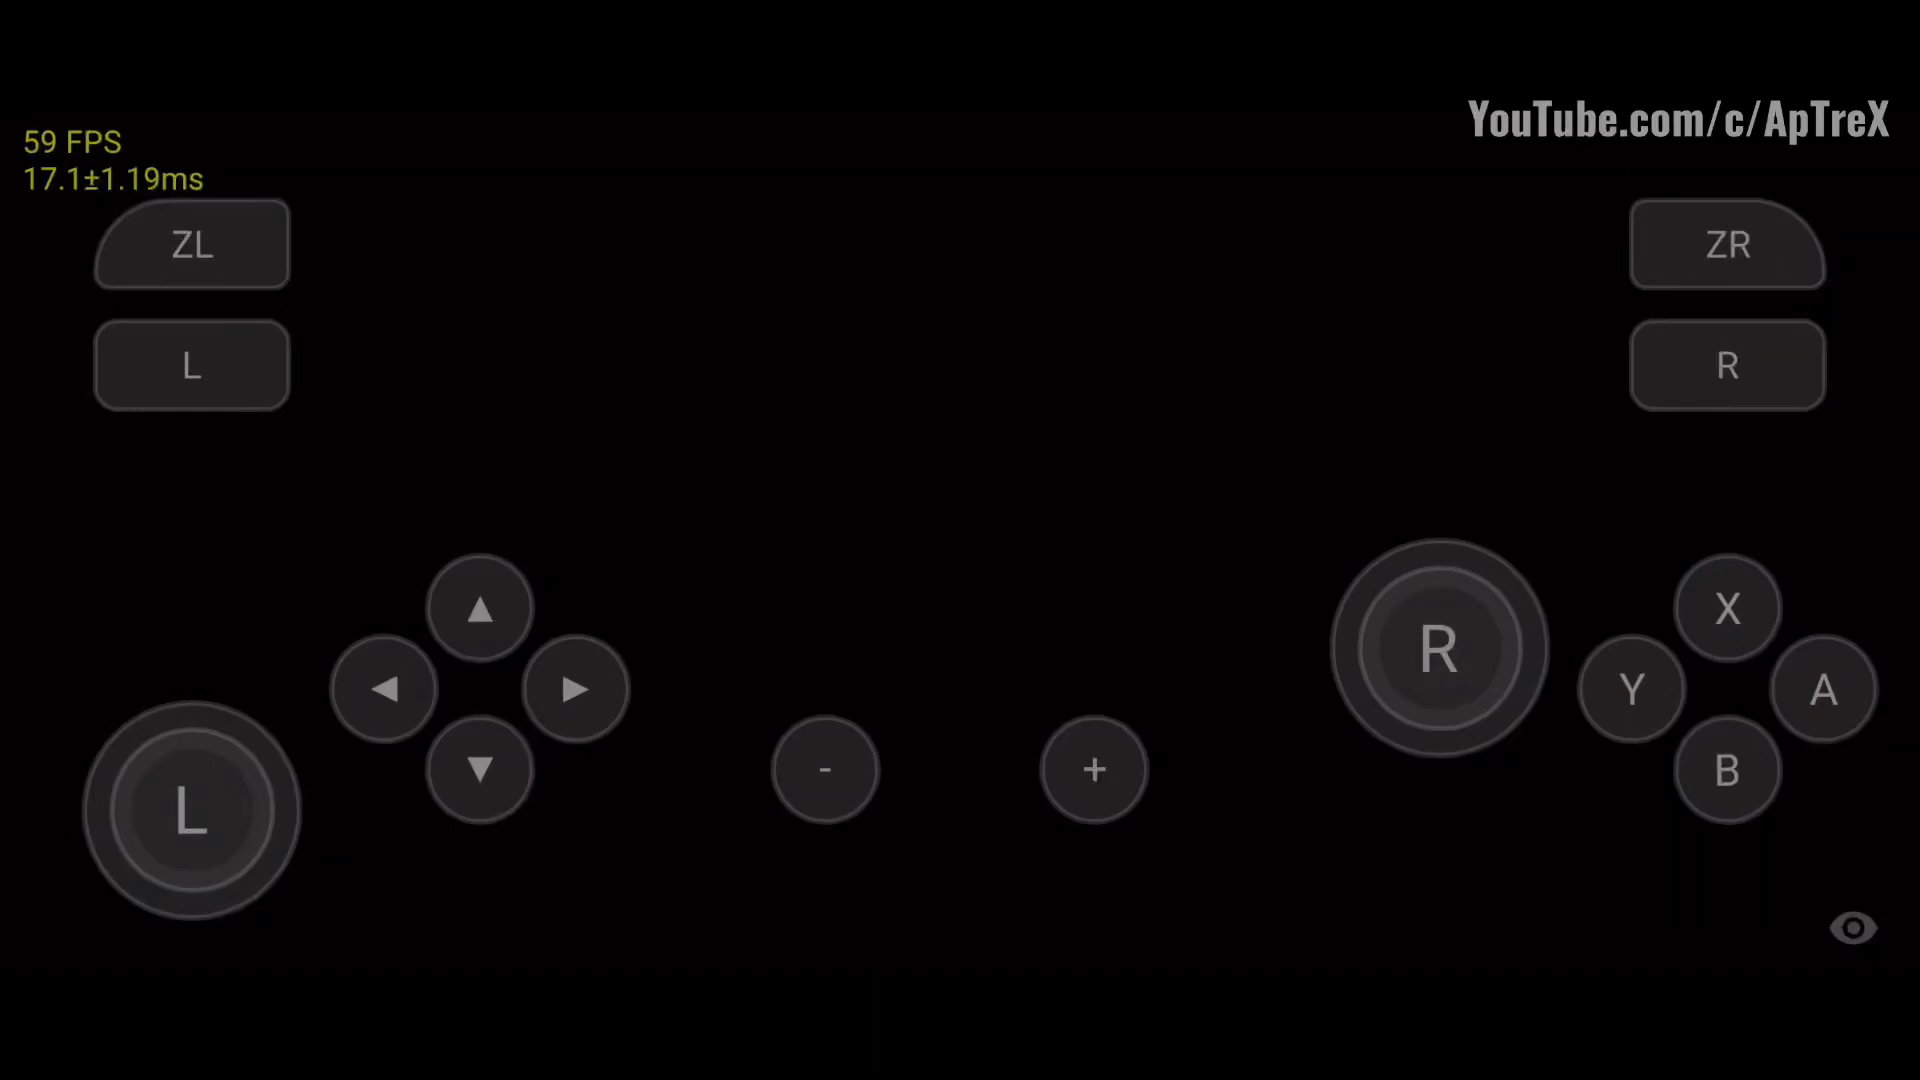 YouTube.com/c/ApTreX
59 FPS
17.1±1.19ms
ZL
ZR
L
R
R
X
Y
A
L
-
+
B